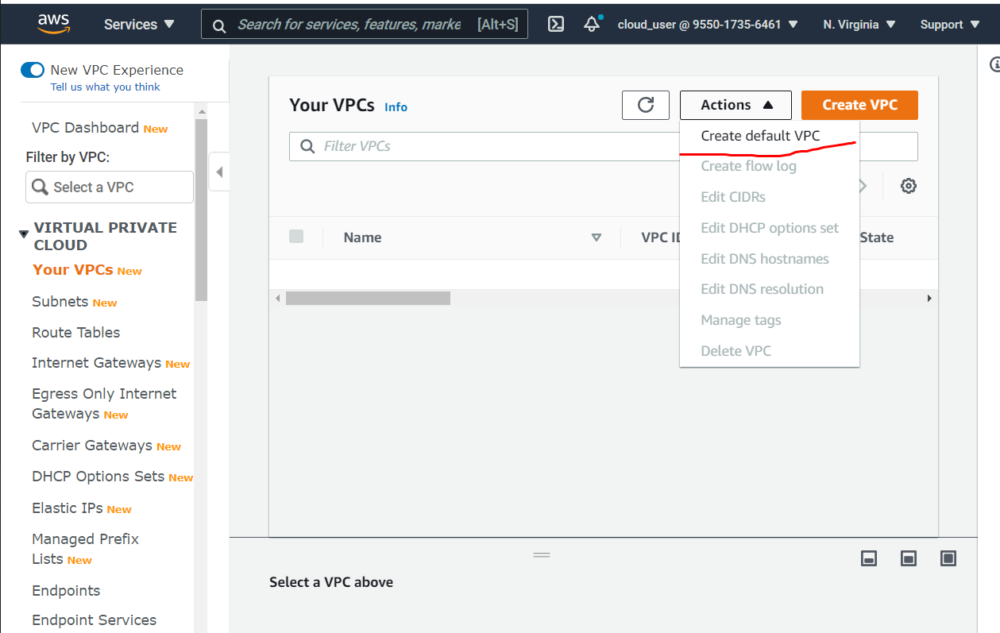 aws
Services
Search for services, features, marke [Alt+S]
cloud_user @ 9550-1735-6461
N. Virginia
Support
New VPC Experience
Tell us what you think
VPC Dashboard New
Filter by VPC:
Select a VPC
VIRTUAL PRIVATE
CLOUD
Your VPCs New
Subnets New
Route Tables
Internet Gateways New
Egress Only Internet
Gateways New
Carrier Gateways New
DHCP Options Sets New
Elastic IPs New
Managed Prefix
Lists New
Endpoints
Endpoint Services
Your VPCs Info
Actions
Create VPC
Filter VPCs
Create default VPC
Create flow log
Edit CIDRs
Edit DHCP options set
Edit DNS hostnames
Edit DNS resolution
Manage tags
Delete VPC
Name
VPC ID
State
Select a VPC above